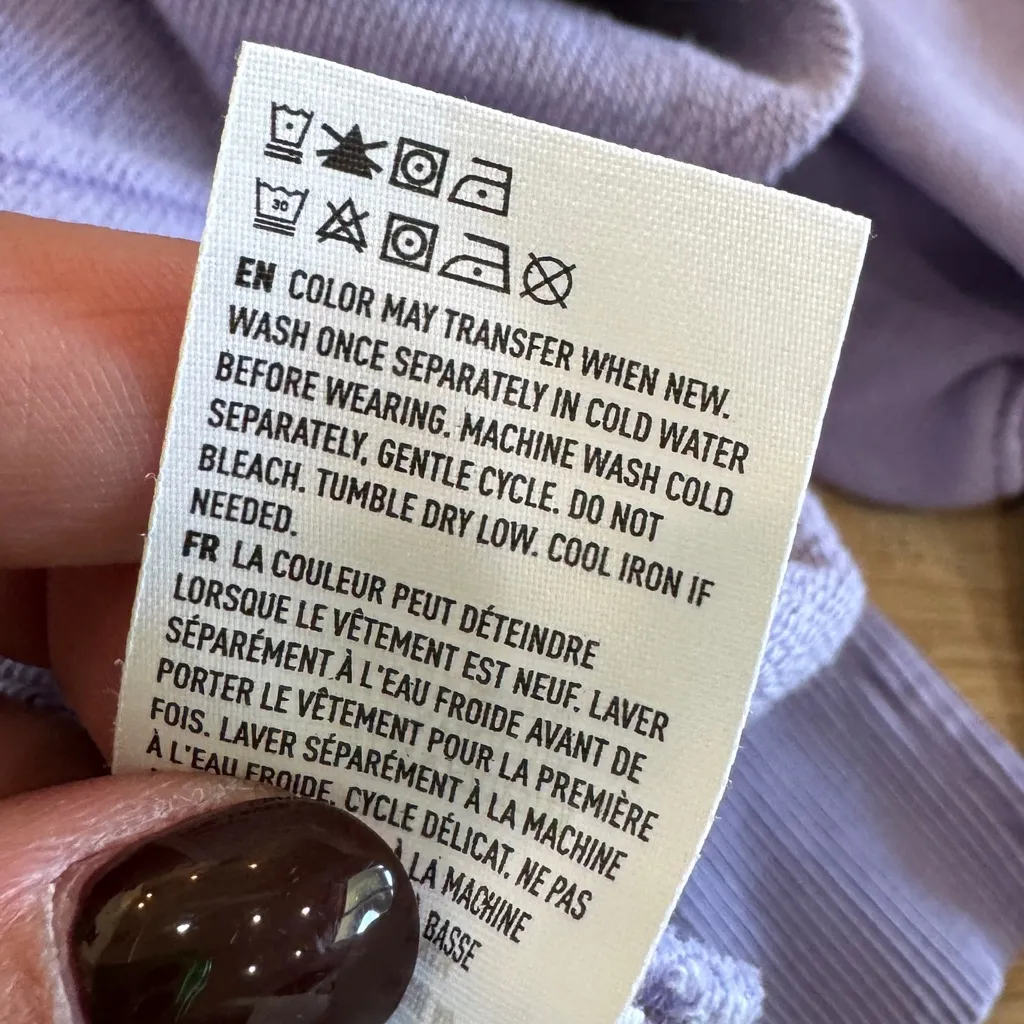 30
EN COLOR MAY TRANSFER WHEN NEW.
WASH ONCE SEPARATELY IN COLD WATER
BEFORE WEARING. MACHINE WASH COLD
SEPARATELY, GENTLE CYCLE. DO NOT
BLEACH. TUMBLE DRY LOW. COOL IRON IF
NEEDED.
FR LA COULEUR PEUT DÉTEINDRE
LORSQUE LE VÊTEMENT EST NEUF. LAVER
SÉPARÉMENT À L'EAU FROIDE AVANT DE
PORTER LE VÊTEMENT POUR LA PREMIÈRE
FOIS. LAVER SÉPARÉMENT À LA MACHINE
À L'EAU FROIDE. CYCLE DÉLICAT. NE PAS
À LA MACHINE
BASSE